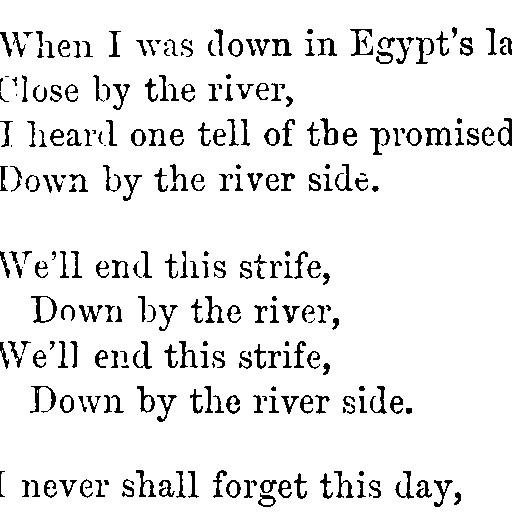 When I was down in Egypt's la
Close by the river,
I heard one tell of the promised
Down by the river side.
We'll end this strife,
Down by the river,
We'll end this strife,
Down by the river side.
I never shall forget this day,